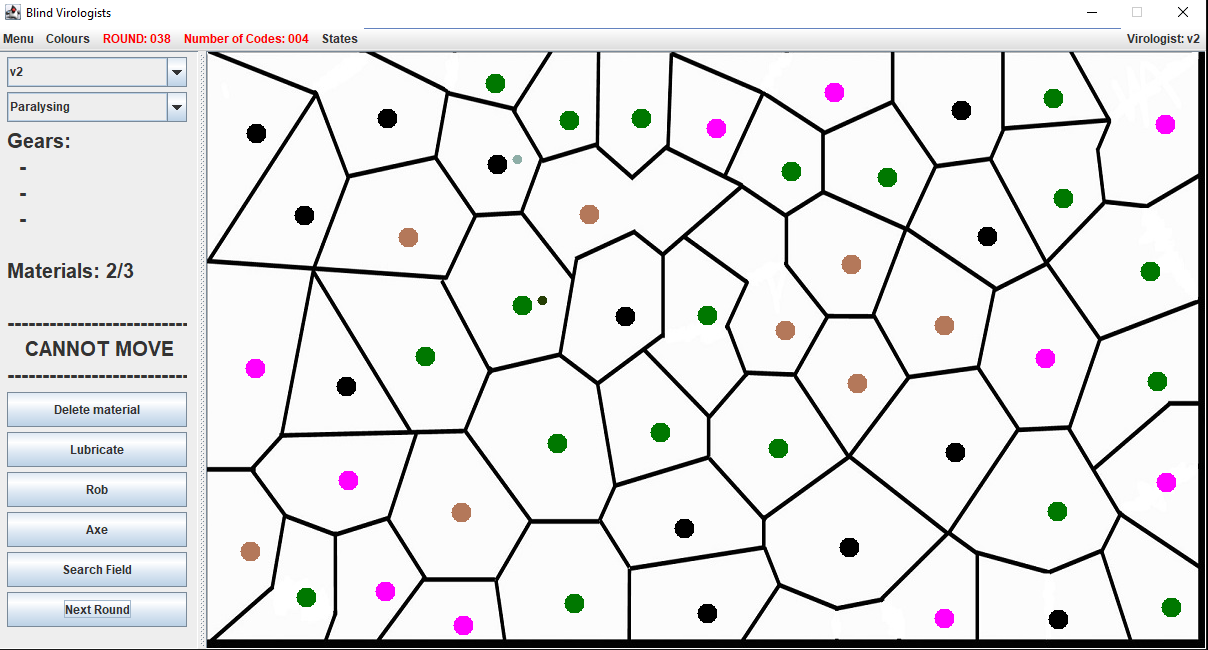 Blind Virologists
Menu Colours ROUND: 038 Number of Codes: 004 States Virologist: v2
v2
Paralysing
Gears:
-
-
-
Materials: 2/3
--------------------------
CANNOT MOVE
--------------------------
Delete material
Lubricate
Rob
Axe
Search Field
Next Round